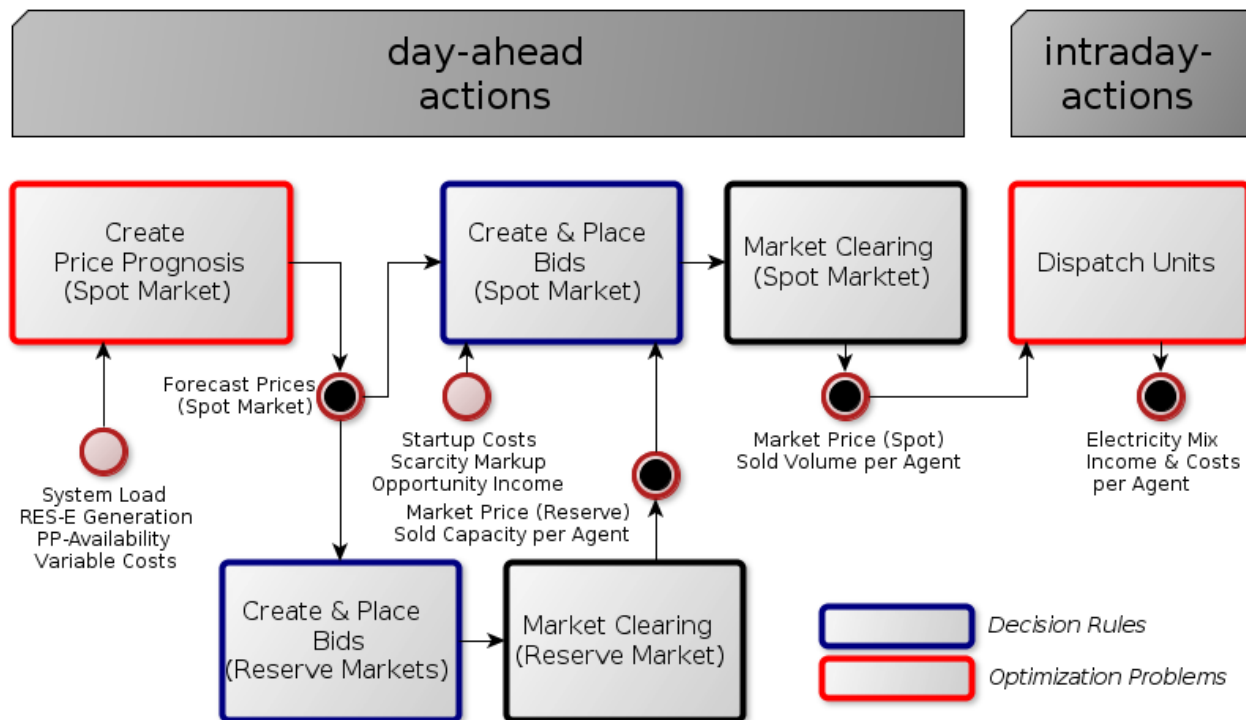 day-ahead
actions
intraday-
actions
Create
Price Prognosis
(Spot Market)
Create & Place
Bids
(Spot Market)
Market Clearing
(Spot Marktet)
Dispatch Units
Forecast Prices
(Spot Market)
System Load
RES-E Generation
PP-Availability
Variable Costs
Startup Costs
Scarcity Markup
Opportunity Income
Market Price (Reserve)
Sold Capacity per Agent
Market Price (Spot)
Sold Volume per Agent
Electricity Mix
Income & Costs
per Agent
Create & Place
Bids
(Reserve Markets)
Market Clearing
(Reserve Market)
Decision Rules
Optimization Problems